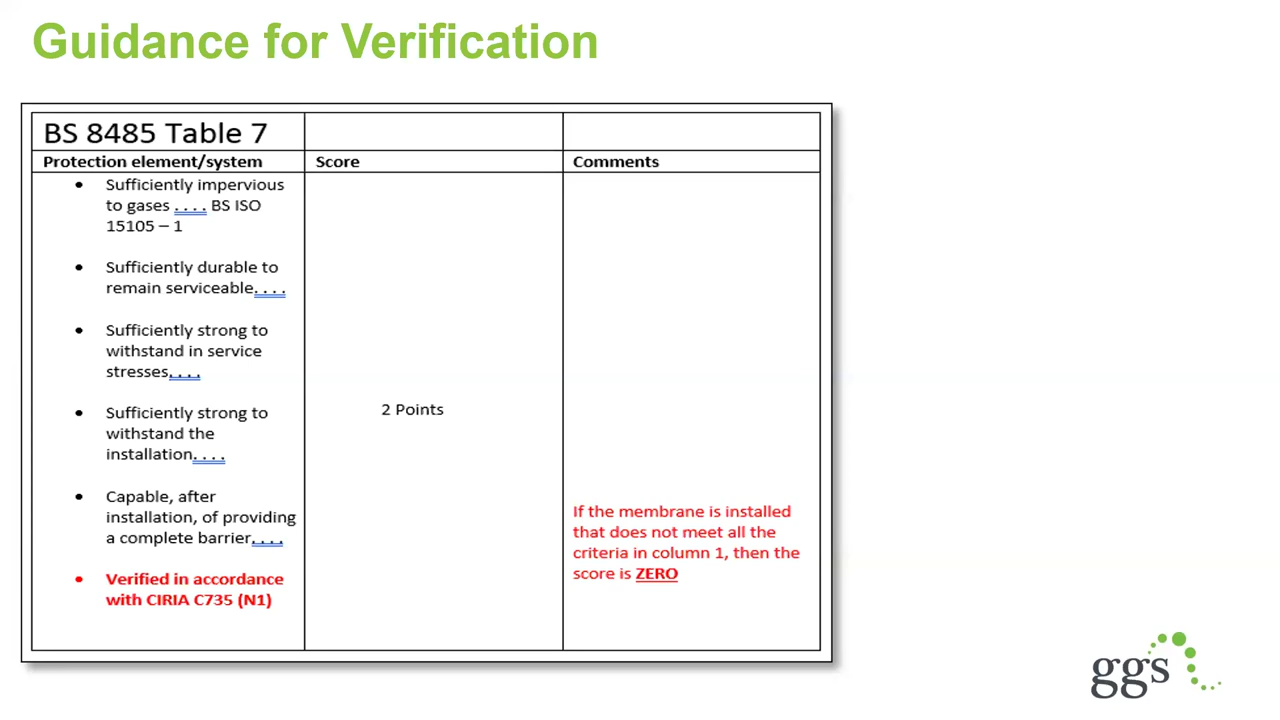 Guidance for Verification
BS 8485 Table 7
Protection element/system
Score
Comments
• Sufficiently impervious
to gases . . . . BS ISO
15105 – 1
• Sufficiently durable to
remain serviceable. . . .
• Sufficiently strong to
withstand in service
stresses. . . .
• Sufficiently strong to
withstand the
installation. . . .
• Capable, after
installation, of providing
a complete barrier. . . .
• Verified in accordance
with CIRIA C735 (N1)
2 Points
If the membrane is installed
that does not meet all the
criteria in column 1, then the
score is ZERO
ggs